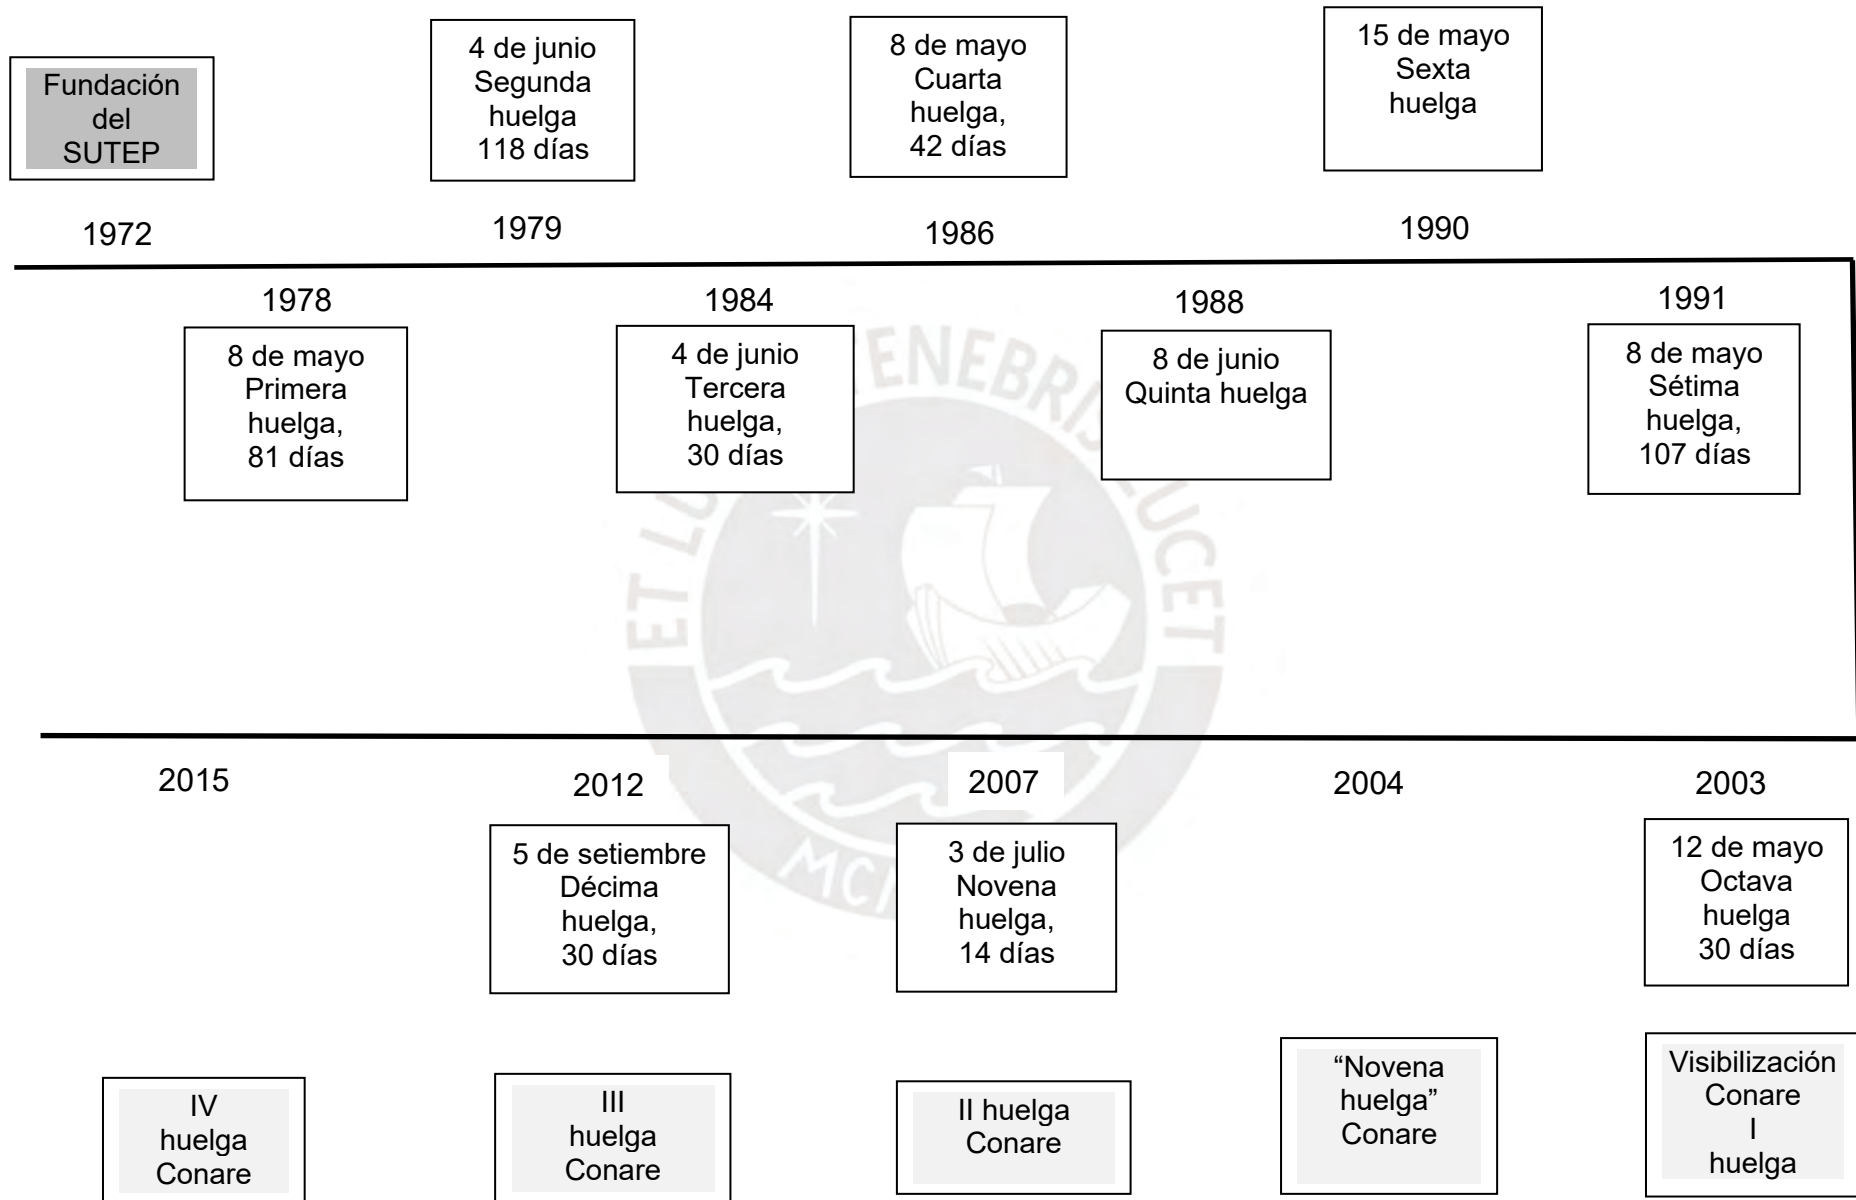 Fundación
del
SUTEP
4 de junio
Segunda
huelga
118 días
8 de mayo
Cuarta
huelga,
42 días
15 de mayo
Sexta
huelga
1972
1979
1986
1990
1978
1984
1988
1991
8 de mayo
Primera
huelga,
81 días
4 de junio
Tercera
huelga,
30 días
8 de junio
Quinta huelga
8 de mayo
Sétima
huelga,
107 días
2015
2012
2007
2004
2003
5 de setiembre
Décima
huelga,
30 días
3 de julio
Novena
huelga,
14 días
12 de mayo
Octava
huelga
30 días
IV
huelga
Conare
III
huelga
Conare
II huelga
Conare
“Novena
huelga”
Conare
Visibilización
Conare
I
huelga